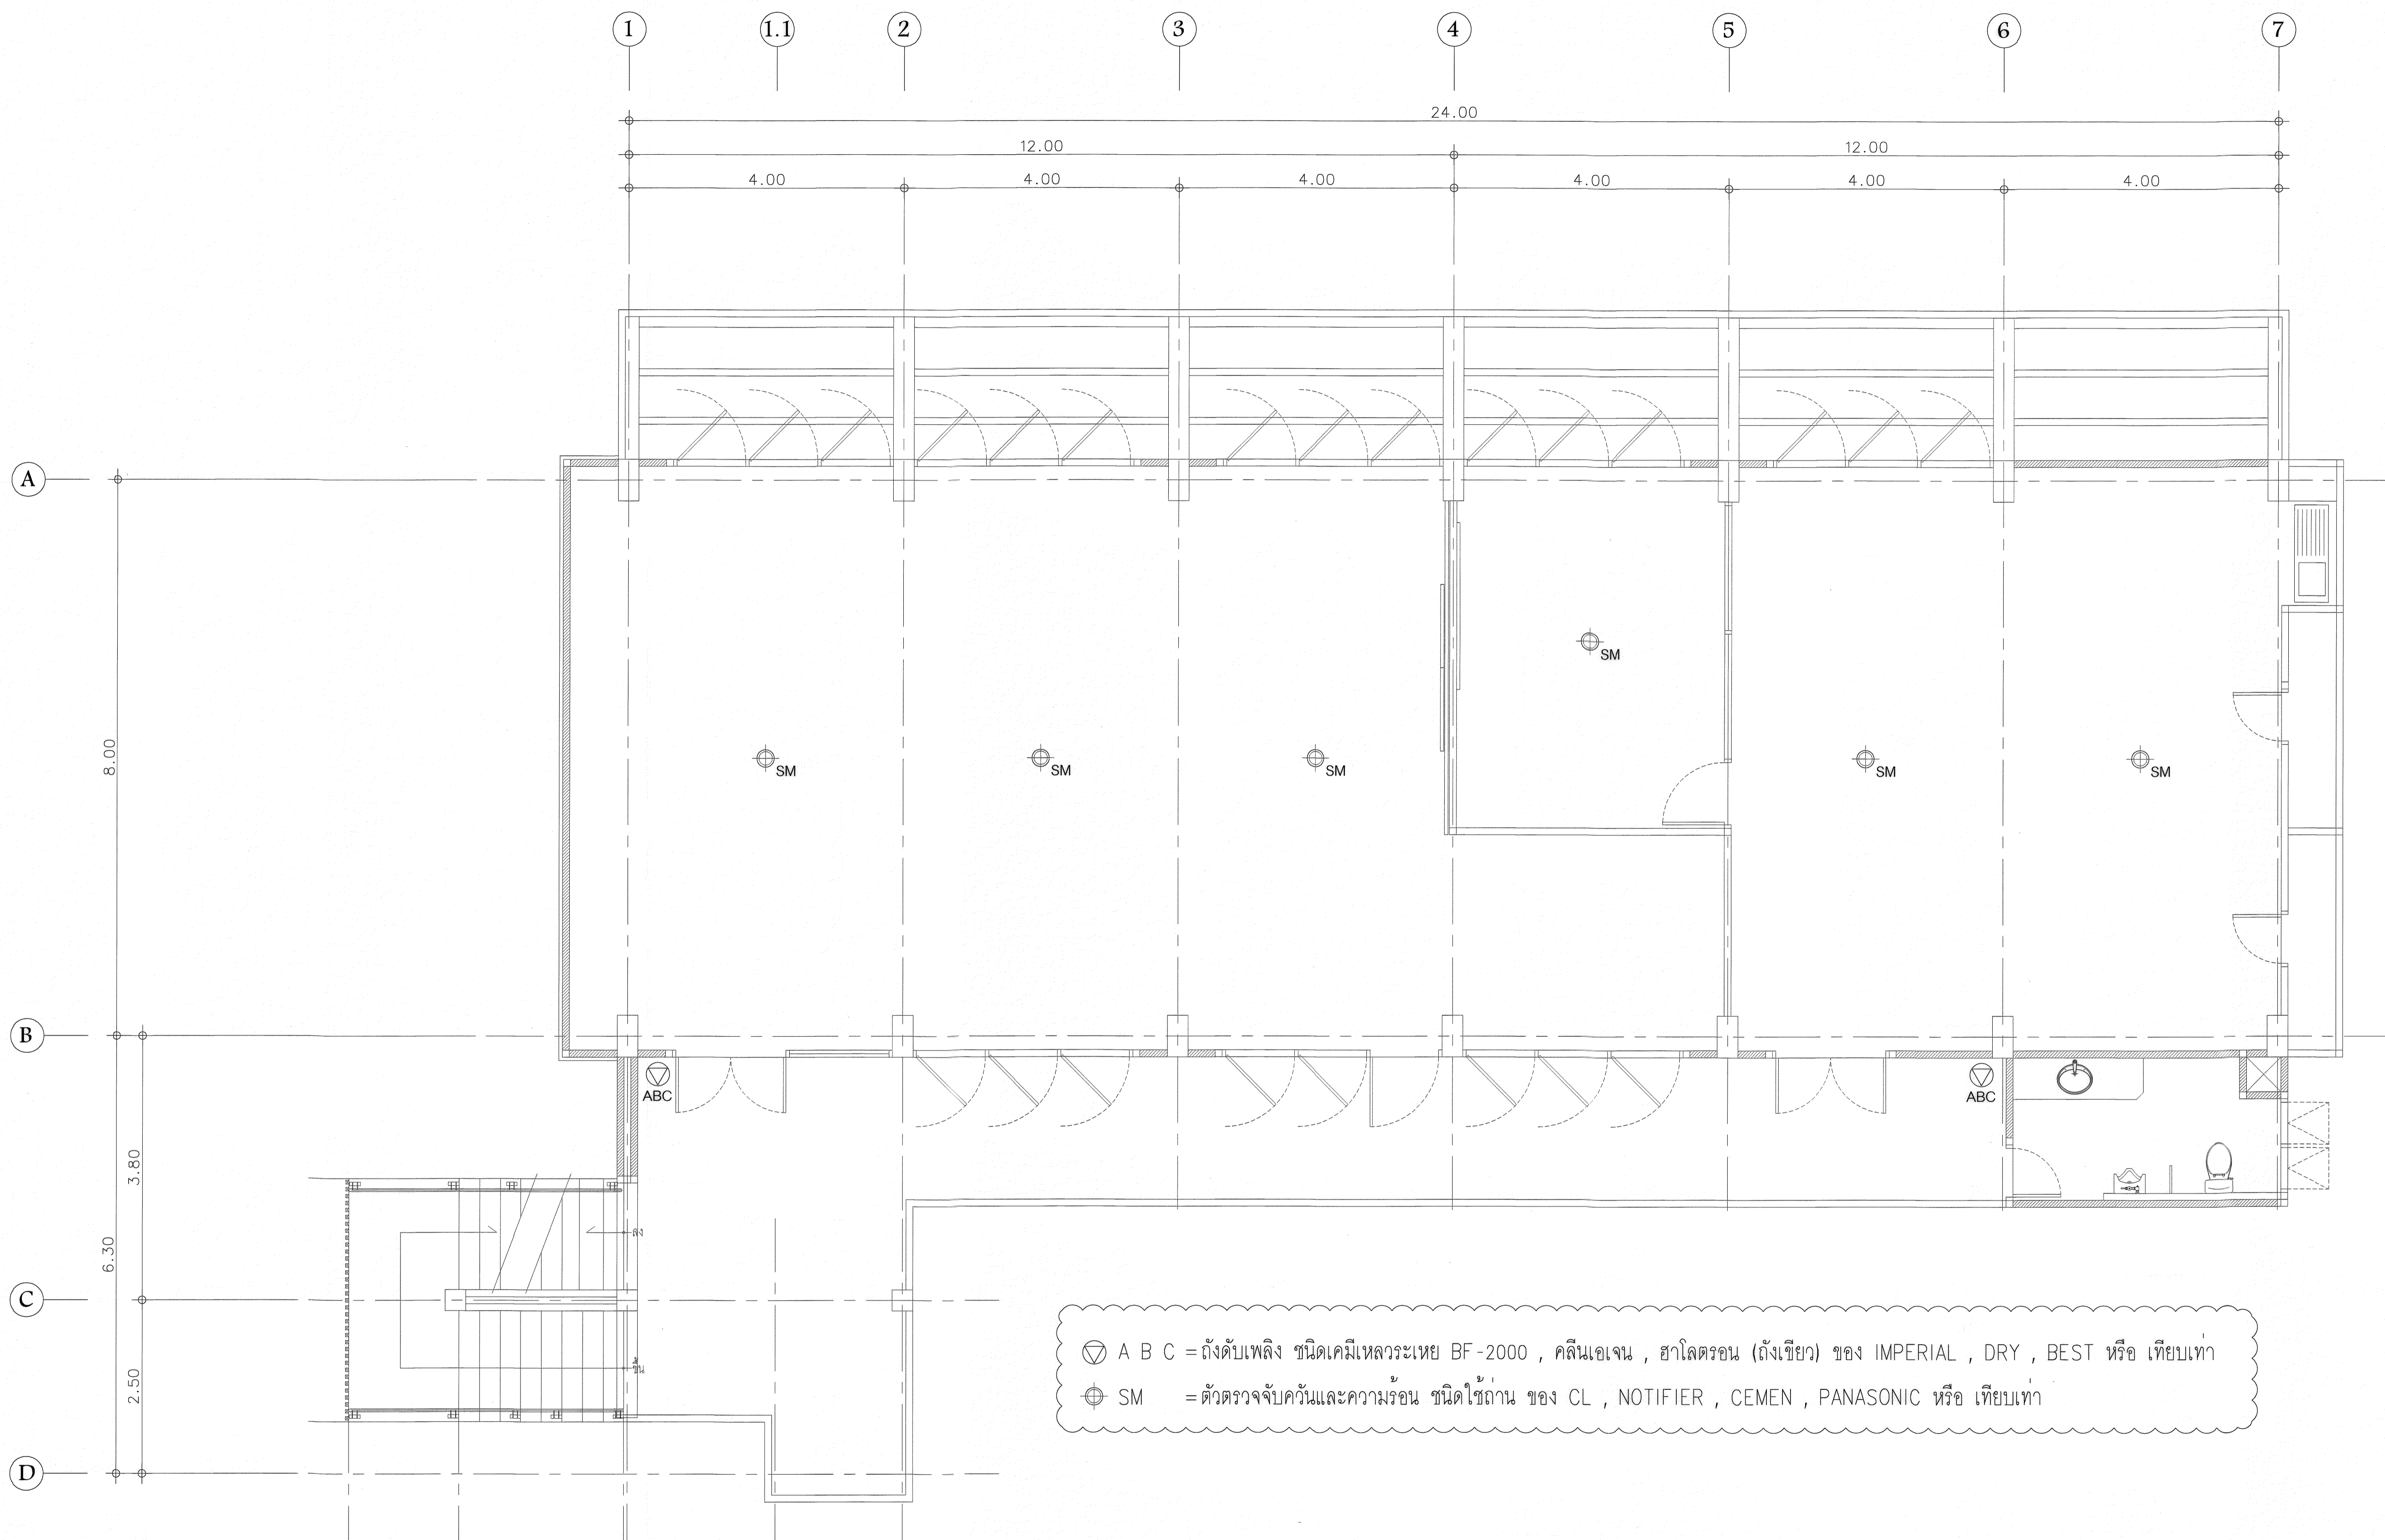 1 1.1 2 3 4 5 6 7
24.00
12.00 12.00
4.00 4.00 4.00 4.00 4.00 4.00
A
SM
8.00
SM SM SM SM SM
B
ABC ABC
3.80
6.30
C
A B C = ถังดับเพลิง ชนิดเคมีเหลวระเหย BF-2000 , คลีนเอเจน , ฮาโลตรอน (ถังเขียว) ของ IMPERIAL , DRY , BEST หรือ เทียบเท่า
2.50
SM = ตัวตรวจจับควันและความร้อน ชนิดใช้ถ่าน ของ CL , NOTIFIER , CEMEN , PANASONIC หรือ เทียบเท่า
D